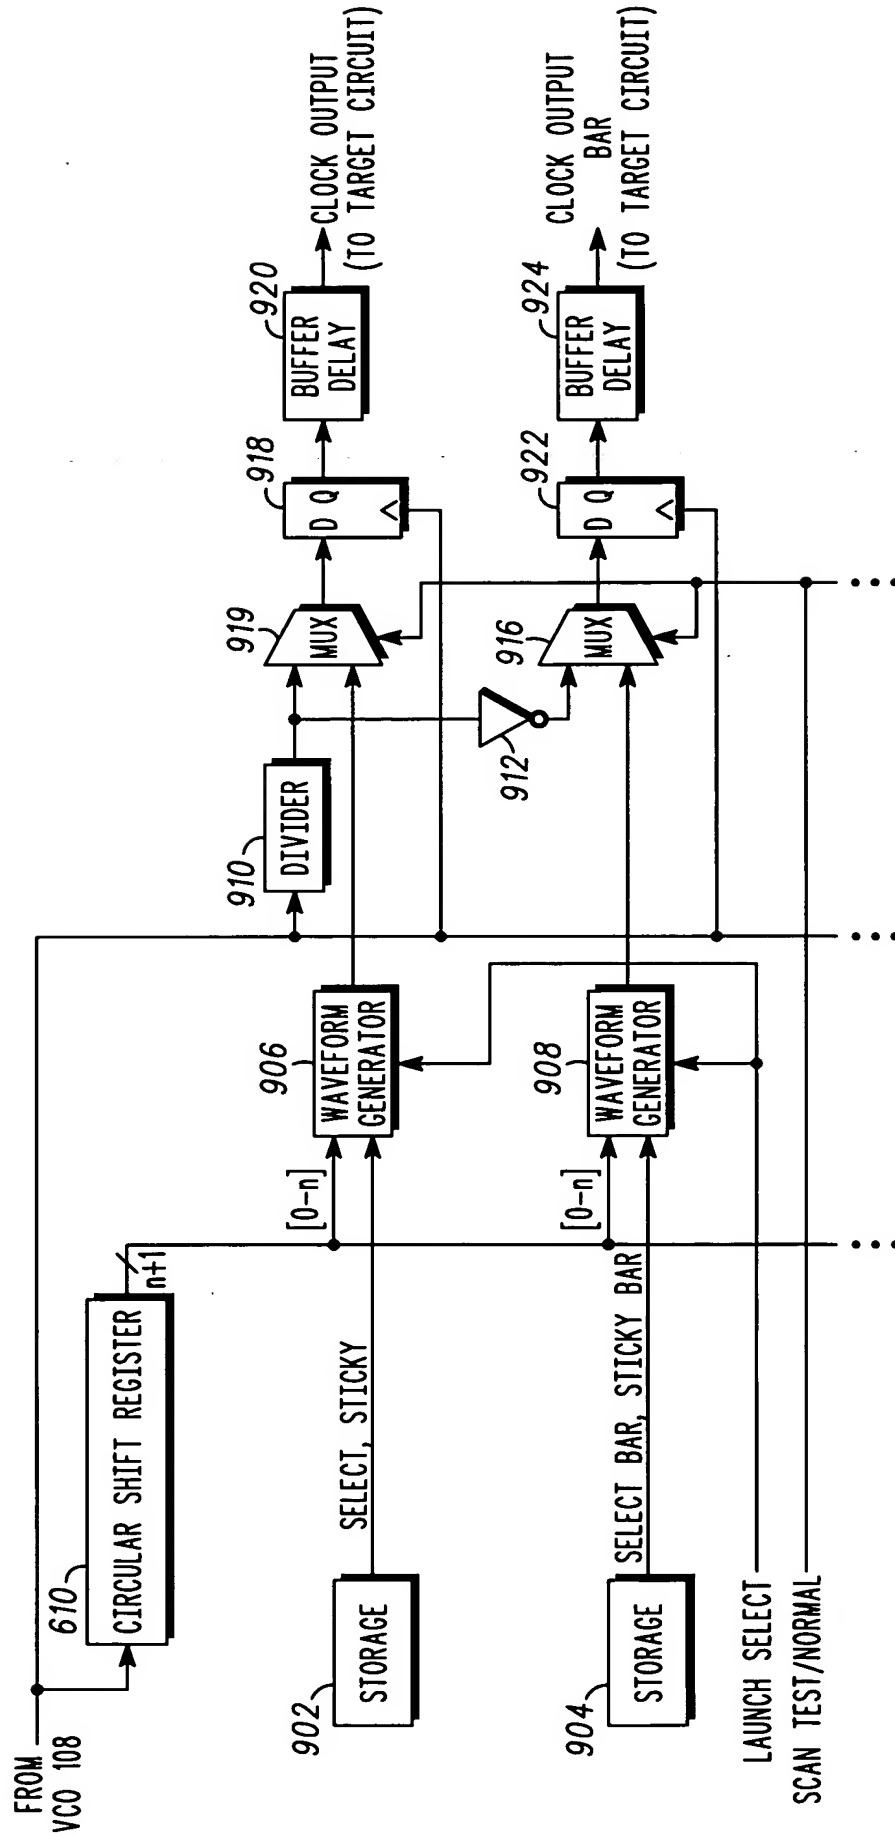 FROM
VCO 108
610
CIRCULAR SHIFT REGISTER
n+1
902
STORAGE
SELECT, STICKY
[0-n]
906
WAVEFORM
GENERATOR
910
DIVIDER
919
MUX
918
D Q
920
BUFFER
DELAY
CLOCK OUTPUT
(TO TARGET CIRCUIT)
904
STORAGE
SELECT BAR, STICKY BAR
[0-n]
908
WAVEFORM
GENERATOR
912
916
MUX
922
D Q
924
BUFFER
DELAY
CLOCK OUTPUT
BAR
(TO TARGET CIRCUIT)
LAUNCH SELECT
SCAN TEST/NORMAL